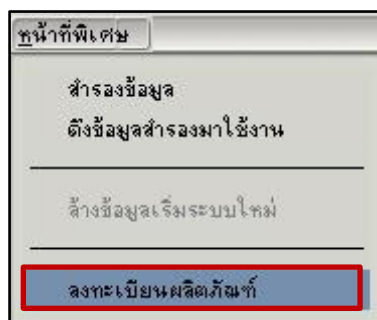 หน้าที่พิเศษ
สำรองข้อมูล
ดึงข้อมูลสำรองมาใช้งาน
ล้างข้อมูลเริ่มระบบใหม่
ลงทะเบียนผลิตภัณฑ์